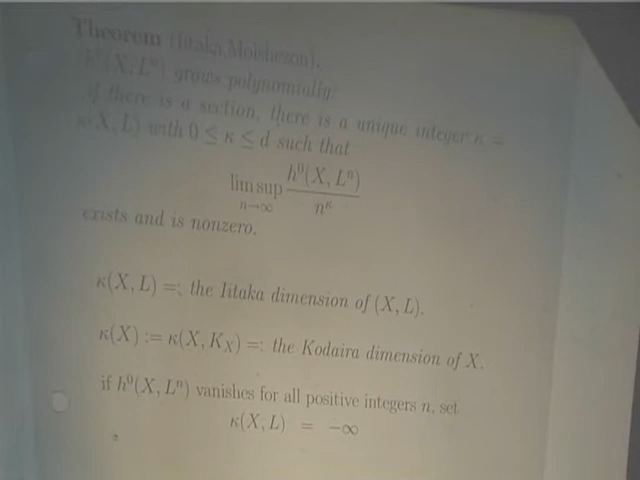 Theorem (Iitaka, Moishezon).
h⁰(X, Lⁿ) grows polynomially:
if there is a section, there is a unique integer κ =
κ(X, L) with 0 ≤ κ ≤ d such that
lim sup_{n→∞} h⁰(X, Lⁿ) / n^κ
exists and is nonzero.
κ(X, L) =: the Iitaka dimension of (X, L).
κ(X) := κ(X, K_X) =: the Kodaira dimension of X.
if h⁰(X, Lⁿ) vanishes for all positive integers n, set
κ(X, L) = −∞